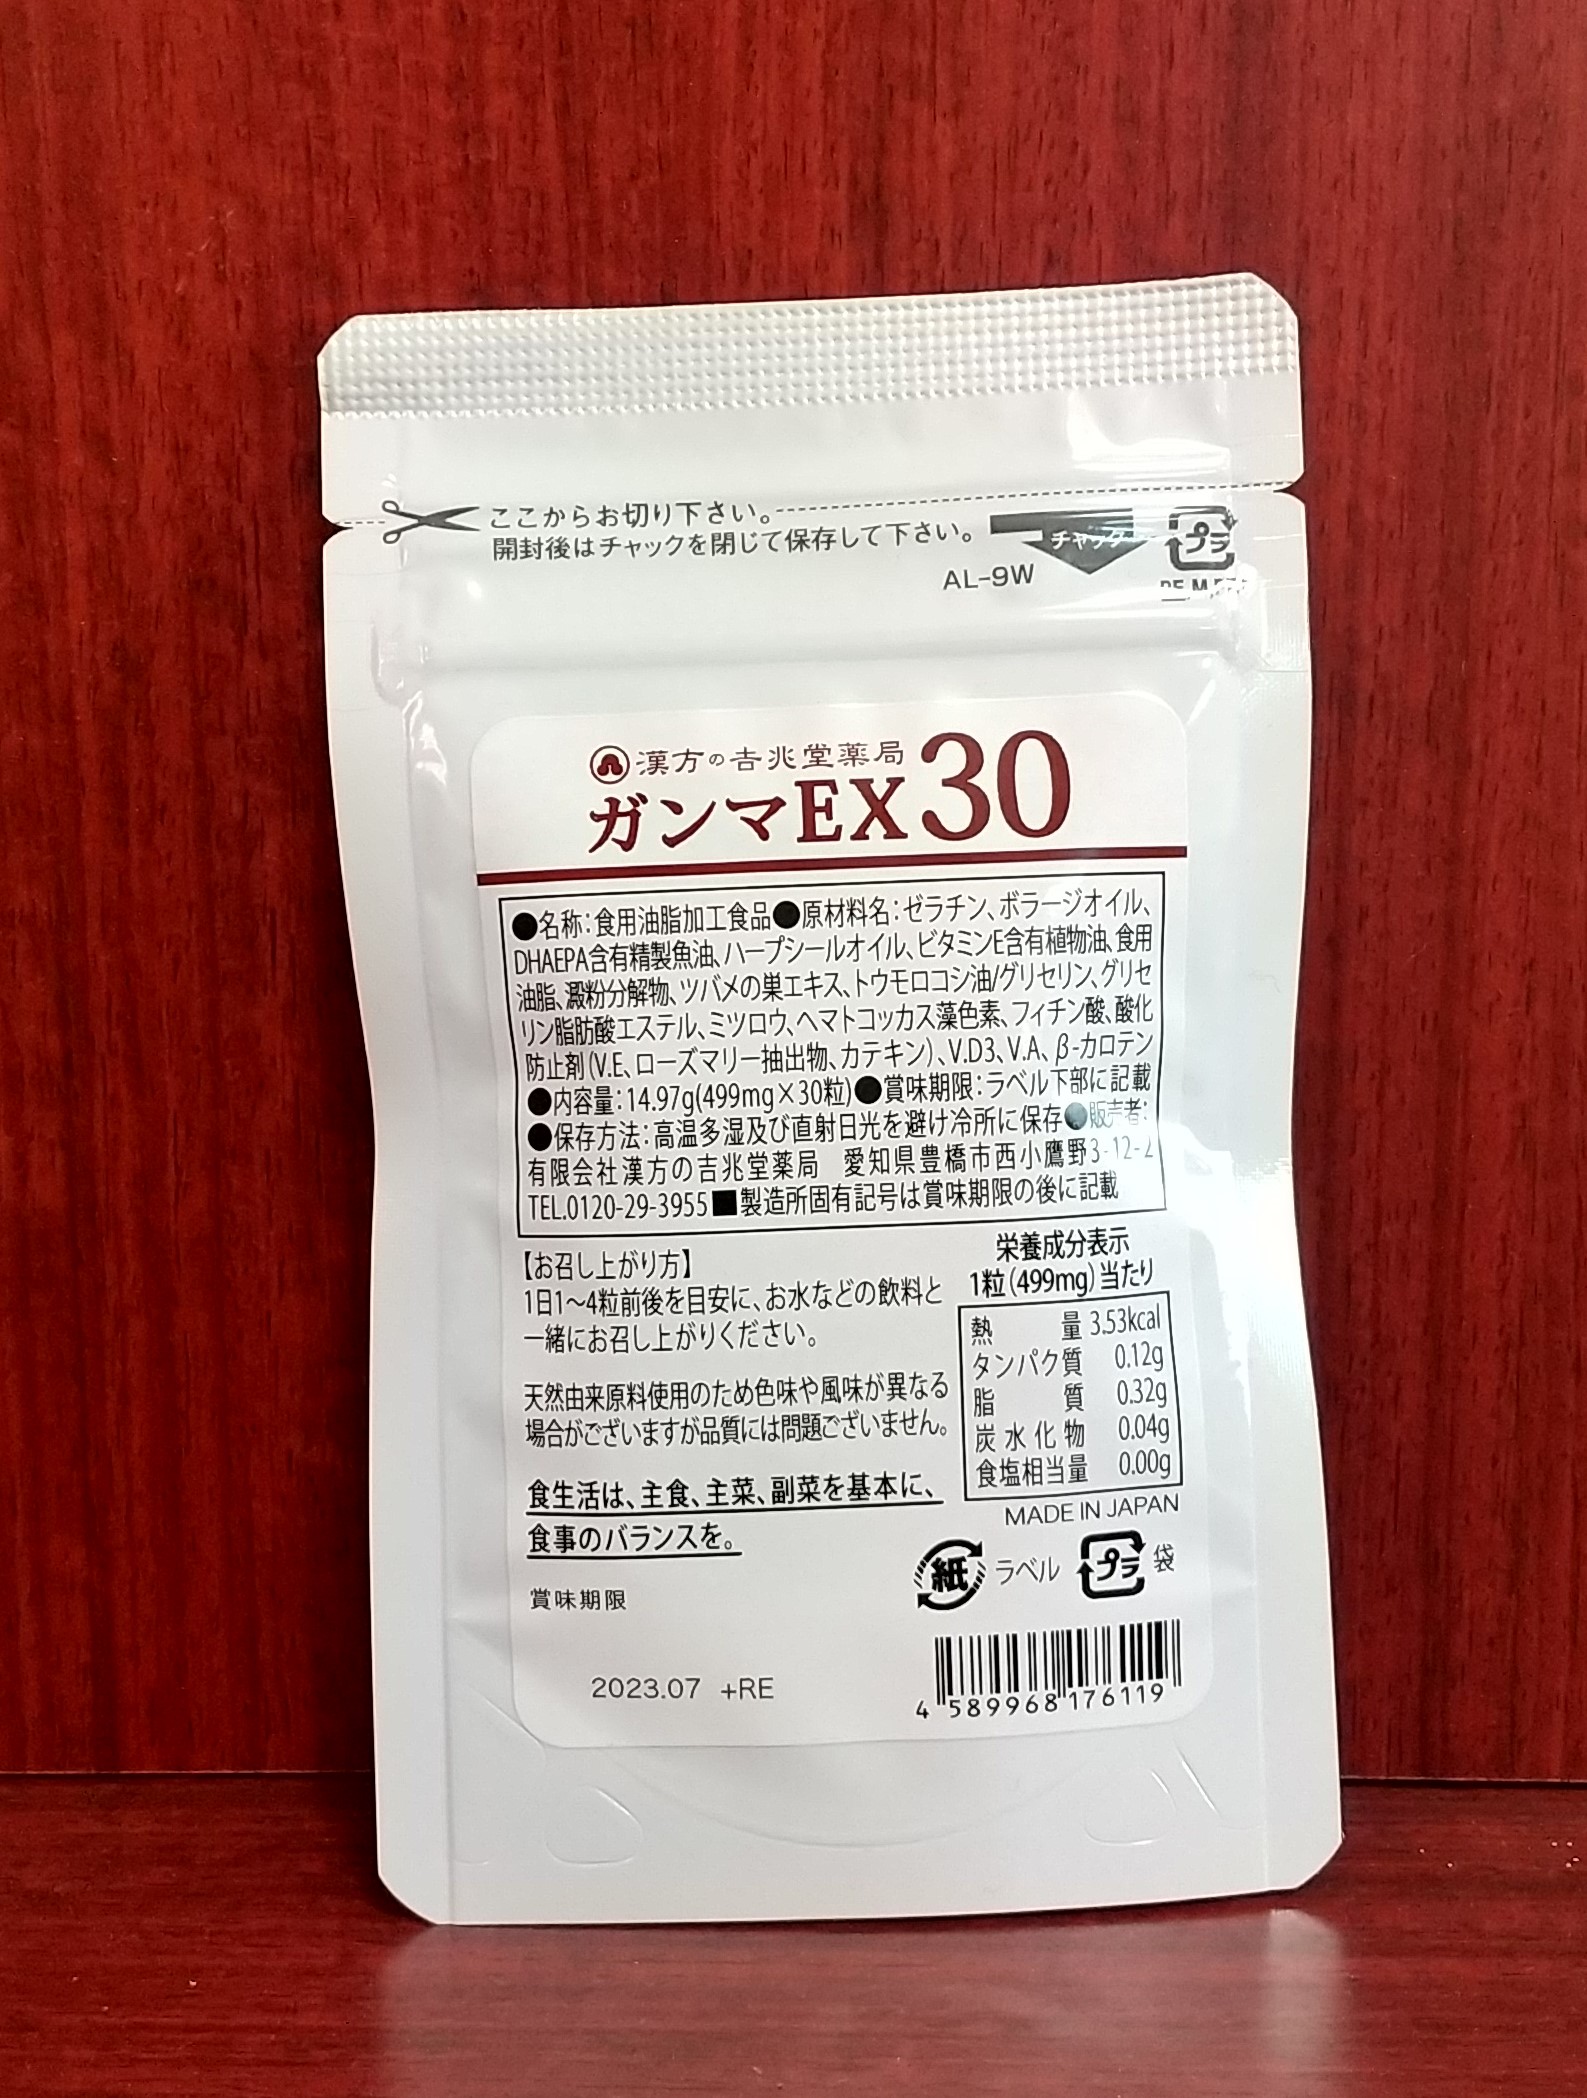 ここからお切り下さい。
開封後はチャックを閉じて保存して下さい。
チャック
プラ
AL-9W
漢方の吉兆堂薬局
ガンマEX30
●名称：食用油脂加工食品●原材料名：ゼラチン、ボラージオイル、
DHAEPA含有精製魚油、ハープシールオイル、ビタミンE含有植物油、食用
油脂、澱粉分解物、ツバメの巣エキス、トウモロコシ油/グリセリン、グリセ
リン脂肪酸エステル、ミツロウ、ヘマトコッカス藻色素、フィチン酸、酸化
防止剤（V.E、ローズマリー抽出物、カテキン）、V.D3、V.A、β-カロテン
●内容量：14.97g(499mg×30粒)●賞味期限：ラベル下部に記載
●保存方法：高温多湿及び直射日光を避け冷所に保存●販売者：
有限会社漢方の吉兆堂薬局　愛知県豊橋市西小鷹野3-12-2
TEL.0120-29-3955■製造所固有記号は賞味期限の後に記載
【お召し上がり方】
1日1〜4粒前後を目安に、お水などの飲料と
一緒にお召し上がりください。
天然由来原料使用のため色味や風味が異なる
場合がございますが品質には問題ございません。
食生活は、主食、主菜、副菜を基本に、
食事のバランスを。
賞味期限
2023.07 +RE
栄養成分表示
1粒（499mg）当たり
熱量 3.53kcal
タンパク質 0.12g
脂質 0.32g
炭水化物 0.04g
食塩相当量 0.00g
MADE IN JAPAN
紙 ラベル プラ 袋
4 589968 176119